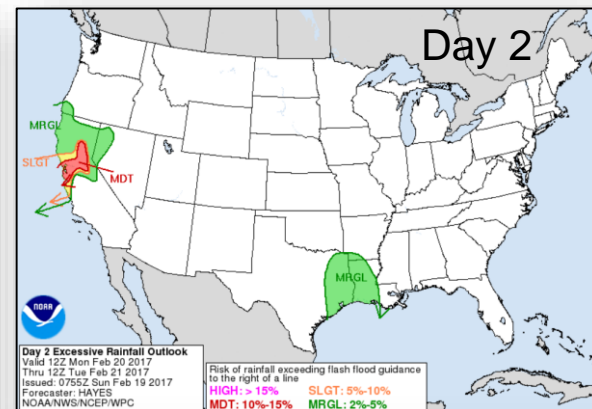 Day 2
MRGL
SLGT
MDT
MRGL
NOAA
Day 2 Excessive Rainfall Outlook
Valid 12Z Mon Feb 20 2017
Thru 12Z Tue Feb 21 2017
Issued: 0755Z Sun Feb 19 2017
Forecaster: HAYES
NOAA/NWS/NCEP/WPC
Risk of rainfall exceeding flash flood guidance
to the right of a line
HIGH: > 15% SLGT: 5%-10%
MDT: 10%-15% MRGL: 2%-5%